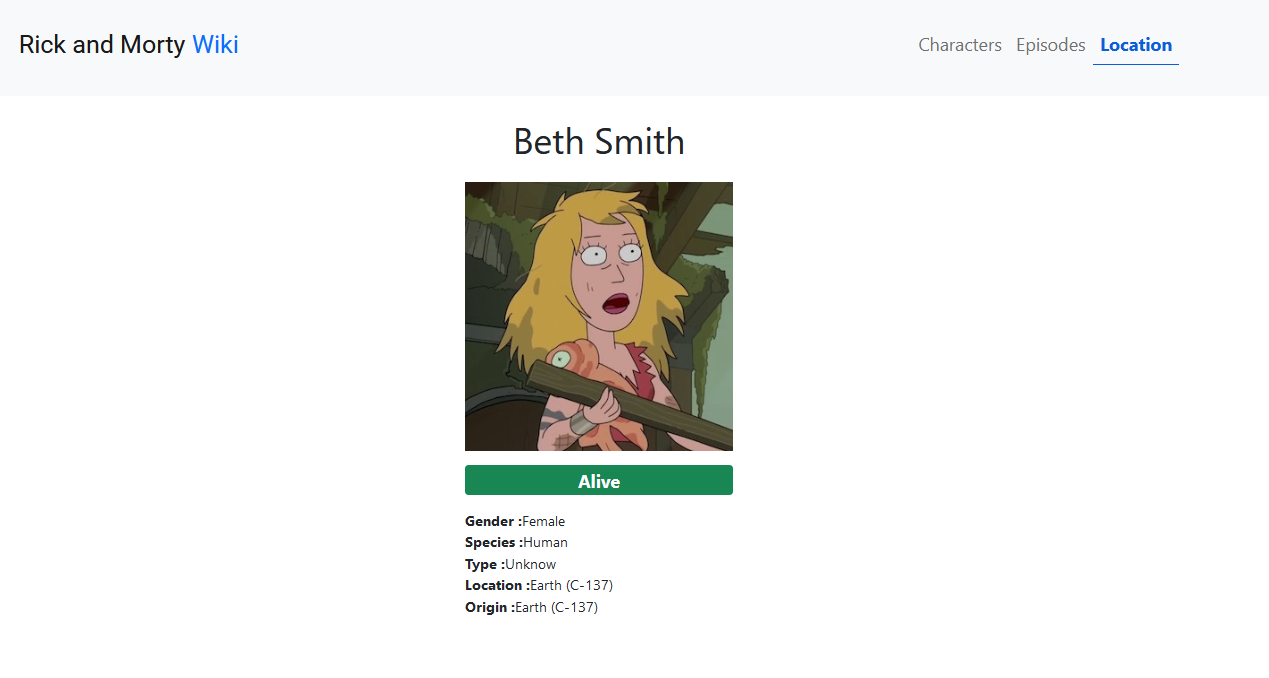 Rick and Morty Wiki
Characters Episodes Location
Beth Smith
Alive
Gender :Female
Species :Human
Type :Unknow
Location :Earth (C-137)
Origin :Earth (C-137)